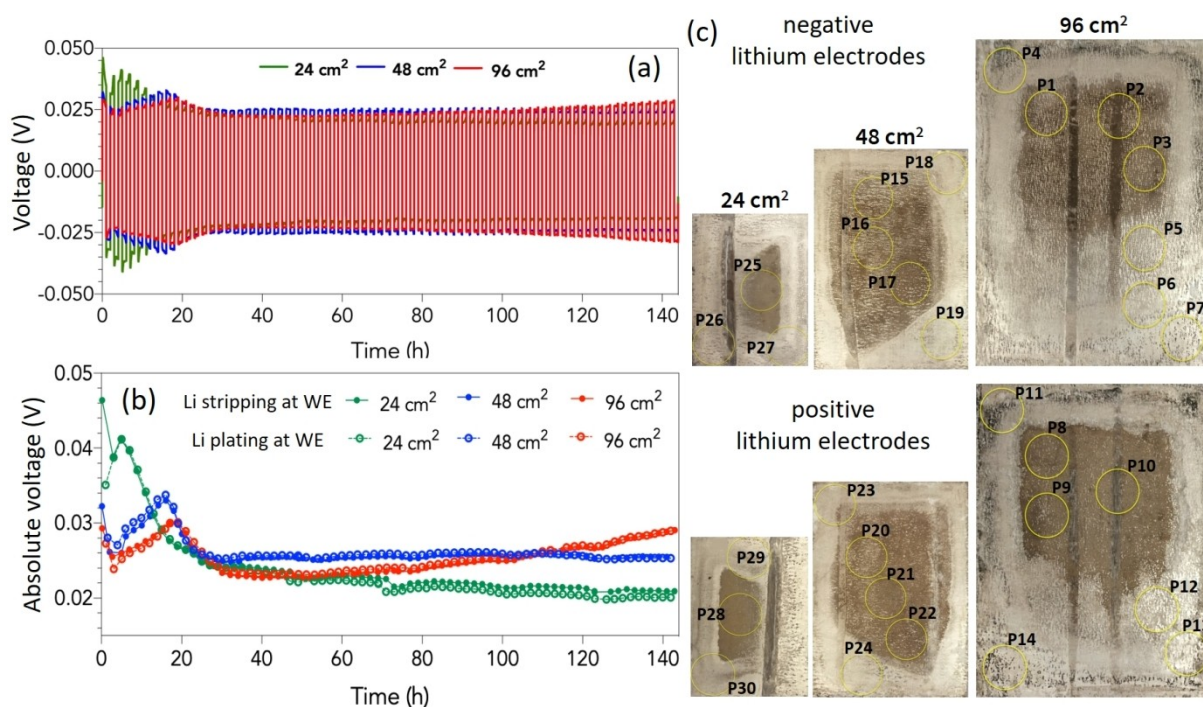 (a)
24 cm² 48 cm² 96 cm²
Voltage (V)
0.050
0.025
0.000
-0.025
-0.050
0 20 40 60 80 100 120 140
Time (h)
(b)
Li stripping at WE 24 cm² 48 cm² 96 cm²
Li plating at WE 24 cm² 48 cm² 96 cm²
Absolute voltage (V)
0.05
0.04
0.03
0.02
0 20 40 60 80 100 120 140
Time (h)
(c)
negative
lithium electrodes
24 cm²
P25
P26
P27
48 cm²
P18
P15
P16
P17
P19
96 cm²
P4
P1
P2
P3
P5
P6
P7
positive
lithium electrodes
P29
P28
P30
P23
P20
P21
P22
P24
P11
P8
P10
P9
P12
P14